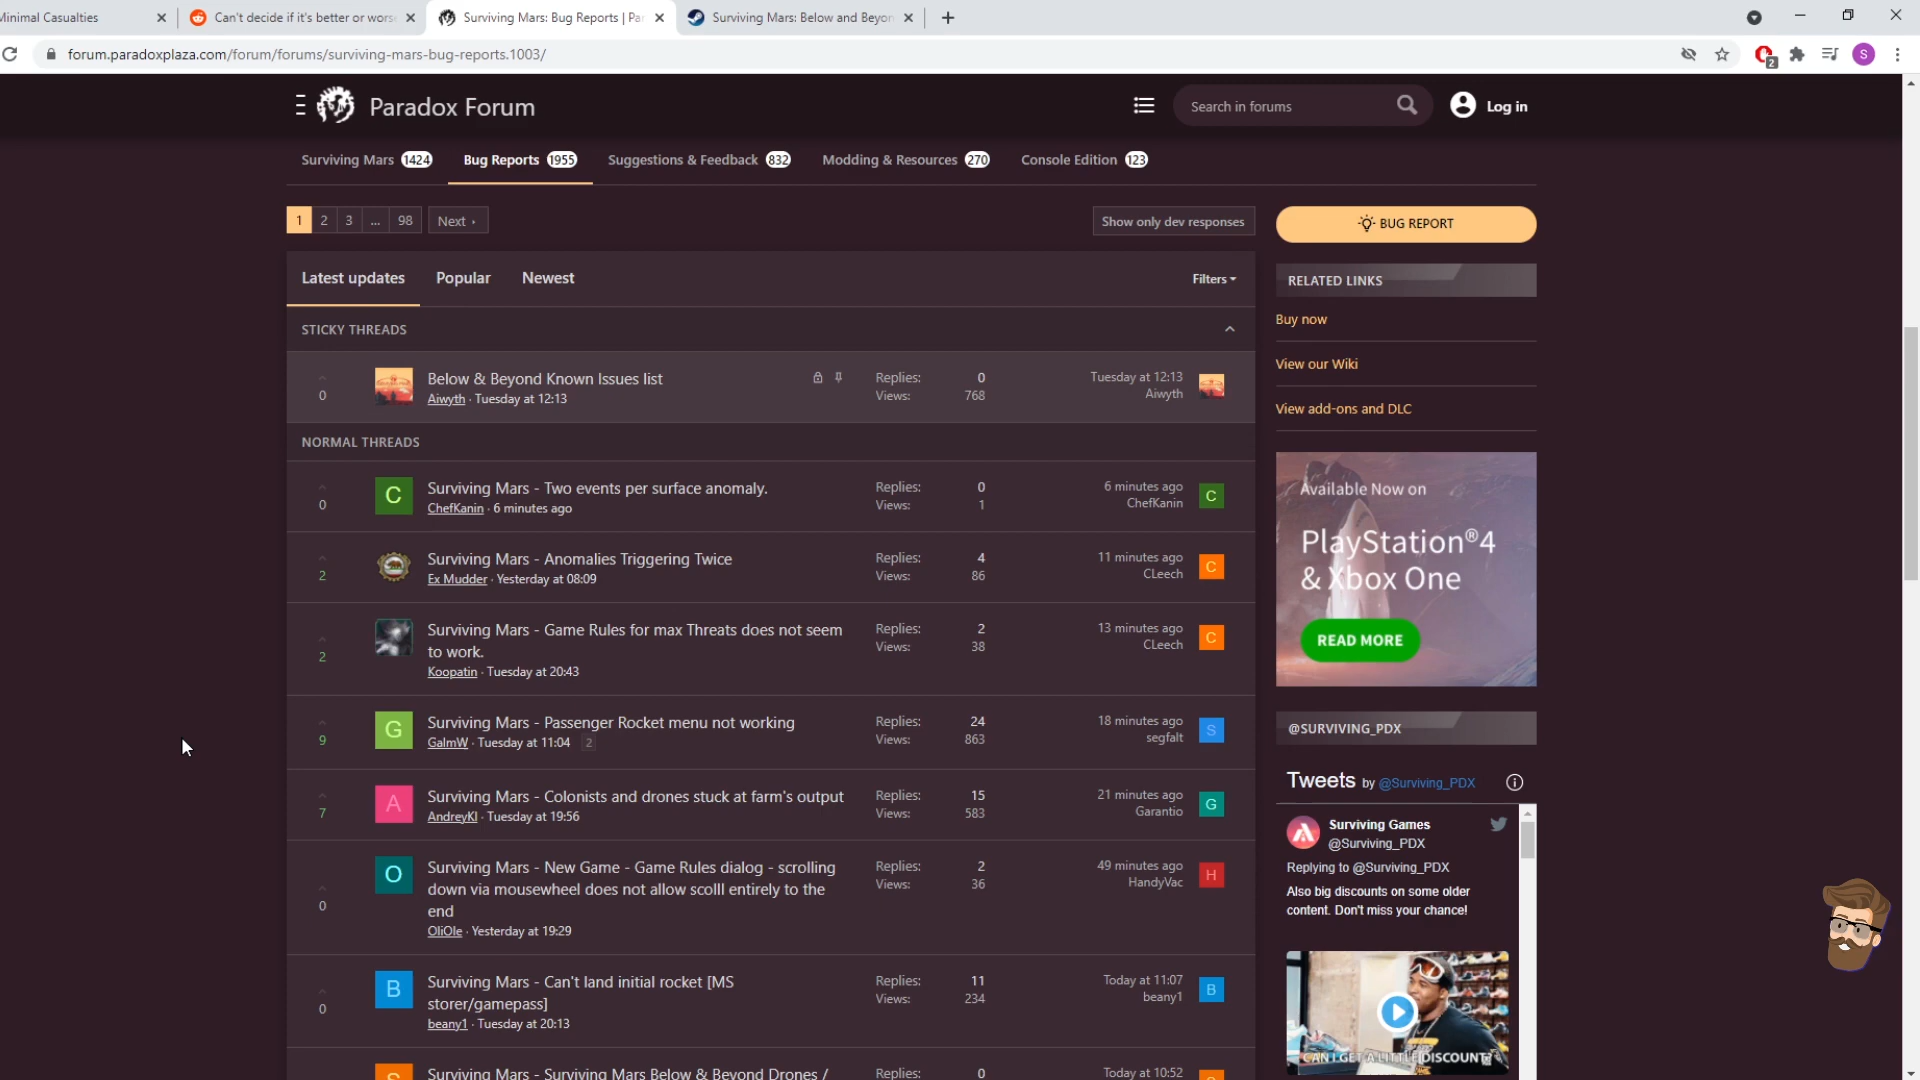 Minimal Casualties
Can't decide if it's better or worse
Surviving Mars: Bug Reports | Pa
Surviving Mars: Below and Beyon
forum.paradoxplaza.com/forum/forums/surviving-mars-bug-reports.1003/
2
S
Paradox Forum
Search in forums
Log in
Surviving Mars 1424
Bug Reports 1955
Suggestions & Feedback 832
Modding & Resources 270
Console Edition 123
1 2 3 ... 98 Next
Show only dev responses
BUG REPORT
Latest updates Popular Newest
Filters
RELATED LINKS
Buy now
View our Wiki
View add-ons and DLC
STICKY THREADS
0
Below & Beyond Known Issues list
Aiwyth · Tuesday at 12:13
Replies: 0
Views: 768
Tuesday at 12:13
Aiwyth
NORMAL THREADS
0
C
Surviving Mars - Two events per surface anomaly.
ChefKanin · 6 minutes ago
Replies: 0
Views: 1
6 minutes ago
ChefKanin
C
2
Surviving Mars - Anomalies Triggering Twice
Ex Mudder · Yesterday at 08:09
Replies: 4
Views: 86
11 minutes ago
CLeech
C
2
Surviving Mars - Game Rules for max Threats does not seem
to work.
Koopatin · Tuesday at 20:43
Replies: 2
Views: 38
13 minutes ago
CLeech
C
9
G
Surviving Mars - Passenger Rocket menu not working
GalmW · Tuesday at 11:04 2
Replies: 24
Views: 863
18 minutes ago
segfalt
S
7
A
Surviving Mars - Colonists and drones stuck at farm's output
AndreyKl · Tuesday at 19:56
Replies: 15
Views: 583
21 minutes ago
Garantio
G
0
O
Surviving Mars - New Game - Game Rules dialog - scrolling
down via mousewheel does not allow scolll entirely to the
end
OliOle · Yesterday at 19:29
Replies: 2
Views: 36
49 minutes ago
HandyVac
H
0
B
Surviving Mars - Can't land initial rocket [MS
storer/gamepass]
beany1 · Tuesday at 20:13
Replies: 11
Views: 234
Today at 11:07
beany1
B
Surviving Mars - Surviving Mars Below & Beyond Drones /
Replies: 0
Today at 10:52
Available Now on
PlayStation®4
& Xbox One
READ MORE
@SURVIVING_PDX
Tweets by @Surviving_PDX
Surviving Games
@Surviving_PDX
Replying to @Surviving_PDX
Also big discounts on some older
content. Don't miss your chance!
CAN I GET A LITTLE DISCOUNT?